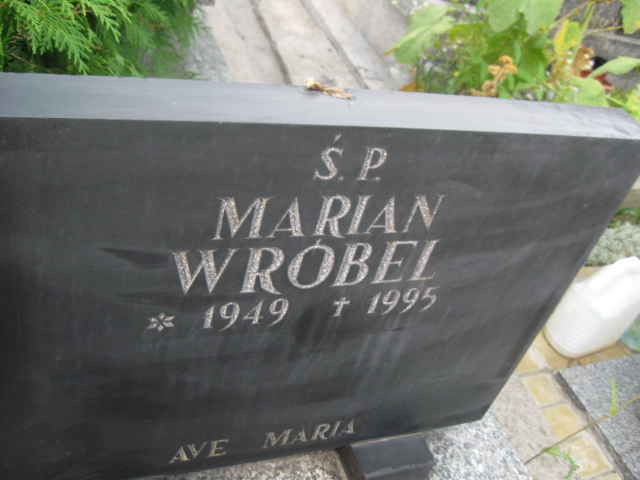 Ś. P.
MARIAN
WRÓBEL
* 1949 † 1995
AVE MARIA